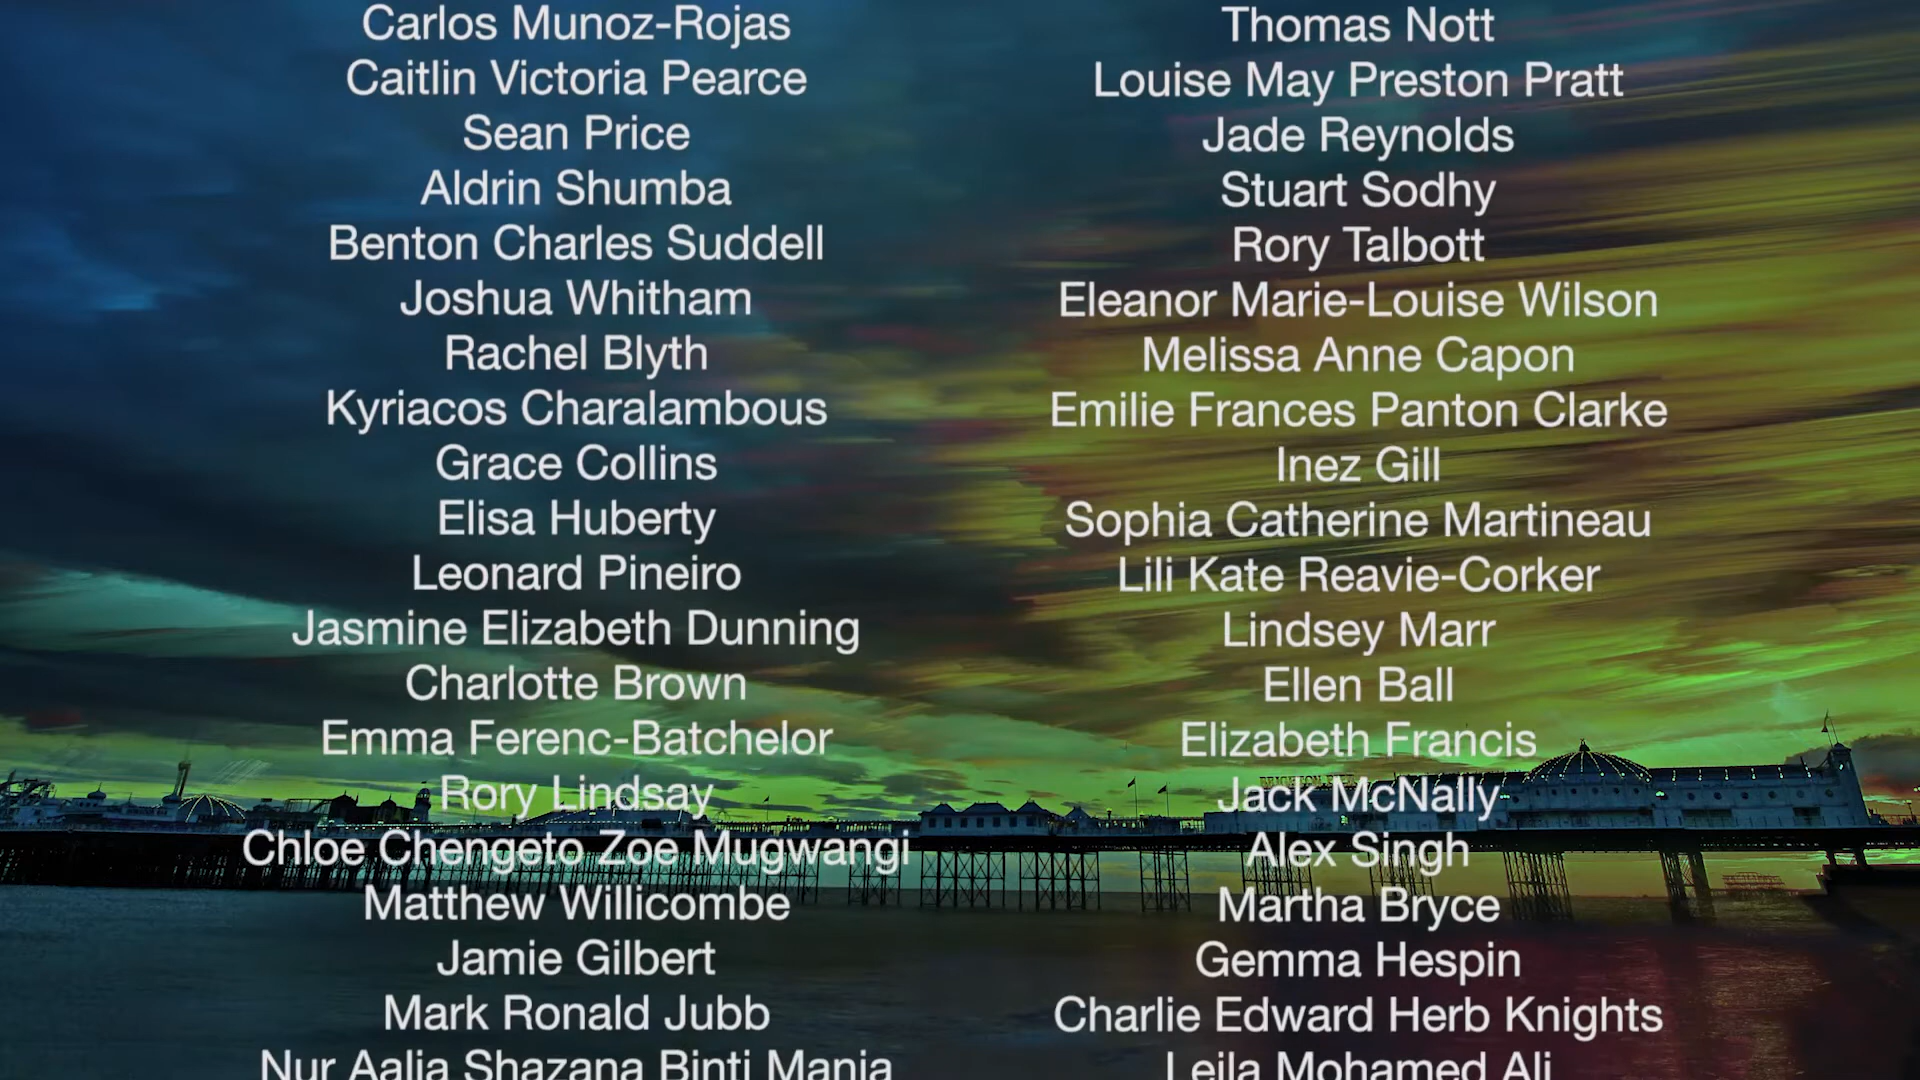 Carlos Munoz-Rojas
Caitlin Victoria Pearce
Sean Price
Aldrin Shumba
Benton Charles Suddell
Joshua Whitham
Rachel Blyth
Kyriacos Charalambous
Grace Collins
Elisa Huberty
Leonard Pineiro
Jasmine Elizabeth Dunning
Charlotte Brown
Emma Ferenc-Batchelor
Rory Lindsay
Chloe Chengeto Zoe Mugwangi
Matthew Willicombe
Jamie Gilbert
Mark Ronald Jubb
Nur Aalia Shazana Binti Mania
Thomas Nott
Louise May Preston Pratt
Jade Reynolds
Stuart Sodhy
Rory Talbott
Eleanor Marie-Louise Wilson
Melissa Anne Capon
Emilie Frances Panton Clarke
Inez Gill
Sophia Catherine Martineau
Lili Kate Reavie-Corker
Lindsey Marr
Ellen Ball
Elizabeth Francis
Jack McNally
Alex Singh
Martha Bryce
Gemma Hespin
Charlie Edward Herb Knights
Leila Mohamed Ali